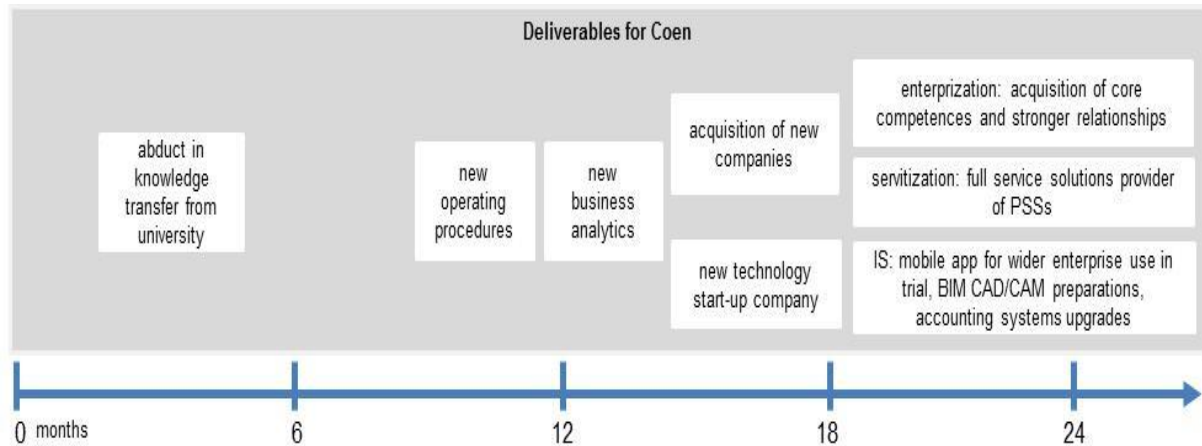 Deliverables for Coen
abduct in
knowledge
transfer from
university
new
operating
procedures
new
business
analytics
acquisition of new
companies
new technology
start-up company
enterprization: acquisition of core
competences and stronger relationships
servitization: full service solutions provider
of PSSs
IS: mobile app for wider enterprise use in
trial, BIM CAD/CAM preparations,
accounting systems upgrades
0 months 6 12 18 24